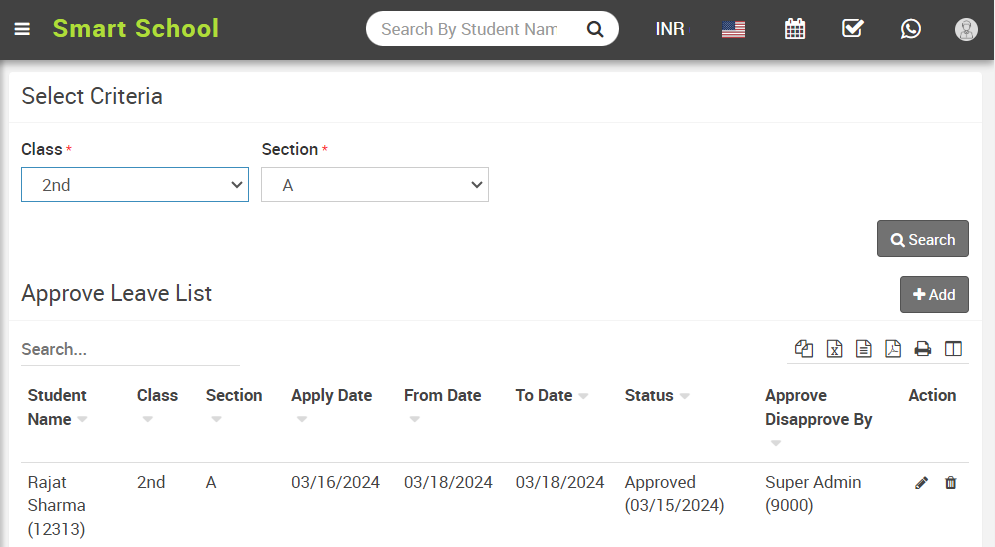 Smart School
Search By Student Nam
INR
Select Criteria
Class * Section *
2nd A
Search
Approve Leave List
Add
Search...
Student Name Class Section Apply Date From Date To Date Status Approve Disapprove By Action
Rajat Sharma (12313) 2nd A 03/16/2024 03/18/2024 03/18/2024 Approved (03/15/2024) Super Admin (9000)